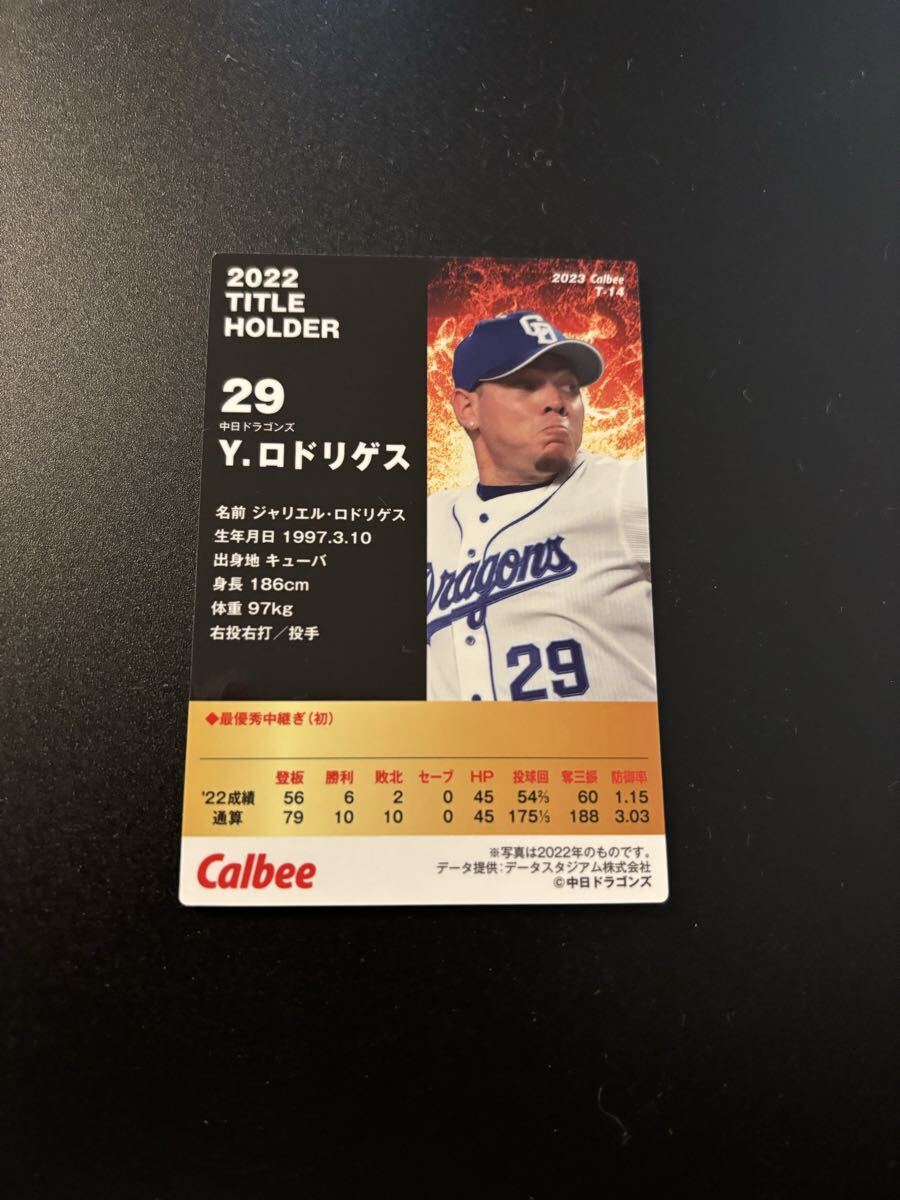 2022
TITLE
HOLDER
2023 Calbee
T-14
29
中日ドラゴンズ
Y.ロドリゲス
名前 ジャリエル・ロドリゲス
生年月日 1997.3.10
出身地 キューバ
身長 186cm
体重 97kg
右投右打／投手
Dragons
29
◆最優秀中継ぎ(初)
登板 勝利 敗北 セーブ HP 投球回 奪三振 防御率
'22成績 56 6 2 0 45 54⅔ 60 1.15
通算 79 10 10 0 45 175⅓ 188 3.03
Calbee
※写真は2022年のものです。
データ提供:データスタジアム株式会社
©中日ドラゴンズ